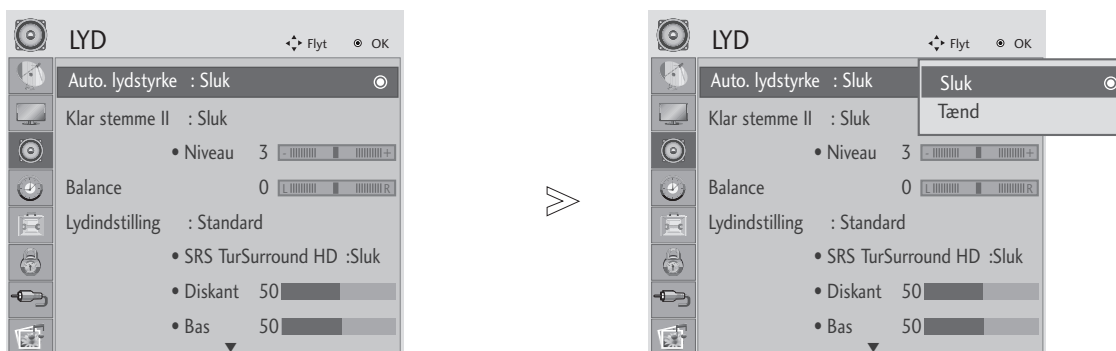 LYD
Flyt OK
Auto. lydstyrke : Sluk
Klar stemme II : Sluk
• Niveau 3 - +
Balance 0 L R
Lydindstilling : Standard
• SRS TurSurround HD :Sluk
• Diskant 50
• Bas 50
LYD
Flyt OK
Auto. lydstyrke : Sluk
Sluk
Tænd
Klar stemme II : Sluk
• Niveau 3 - +
Balance 0 L R
Lydindstilling : Standard
• SRS TurSurround HD :Sluk
• Diskant 50
• Bas 50